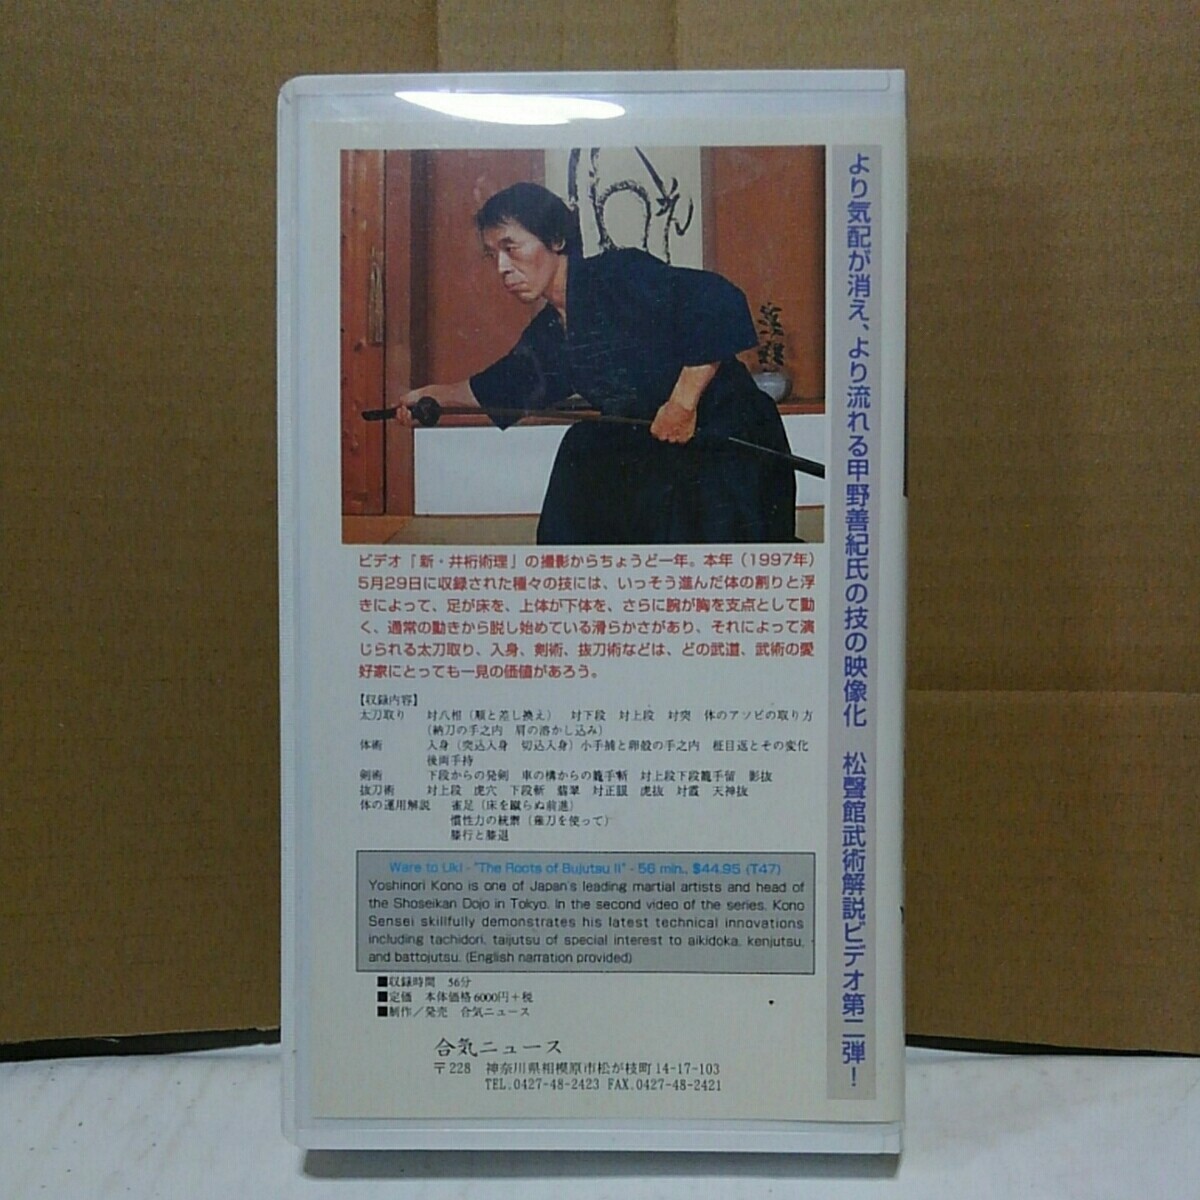 より気配が消え、より流れる甲野善紀氏の技の映像化　松聲館武術解説ビデオ第二弾！
ビデオ「新・井桁術理」の撮影からちょうど一年。本年（1997年）
5月29日に収録された種々の技には、いっそう進んだ体の割りと浮
きによって、足が床を、上体が下体を、さらに腕が胸を支点として動
く、通常の動きから脱し始めている滑らかさがあり、それによって演
じられる太刀取り、入身、剣術、抜刀術などは、どの武道、武術の愛
好家にとっても一見の価値があろう。
【収録内容】
太刀取り　対八相（順と差し換え）　対下段　対上段　対突　体のアソビの取り方
（納刀の手之内　肩の溶かし込み）
体術　入身（突込入身　切込入身）小手捕と卵殻の手之内　柾目返とその変化
後両手持
剣術　下段からの発剣　車の構からの籠手斬　対上段下段籠手留　影抜
抜刀術　対上段　虎穴　下段斬　翡翠　対正眼　虎抜　対霞　天神抜
体の運用解説　雀足（床を蹴らぬ前進）
慣性力の統禦（薙刀を使って）
膝行と膝退
Ware to Uki - "The Roots of Bujutsu II" - 56 min., $44.95 (T47)
Yoshinori Kono is one of Japan's leading martial artists and head of
the Shoseikan Dojo in Tokyo. In the second video of the series, Kono
Sensei skillfully demonstrates his latest technical innovations
including tachidori, taijutsu of special interest to aikidoka, kenjutsu,
and battojutsu. (English narration provided)
■収録時間　56分
■定価　本体価格6000円＋税
■制作／発売　合気ニュース
合気ニュース
〒228　神奈川県相模原市松が枝町14-17-103
TEL.0427-48-2423 FAX.0427-48-2421